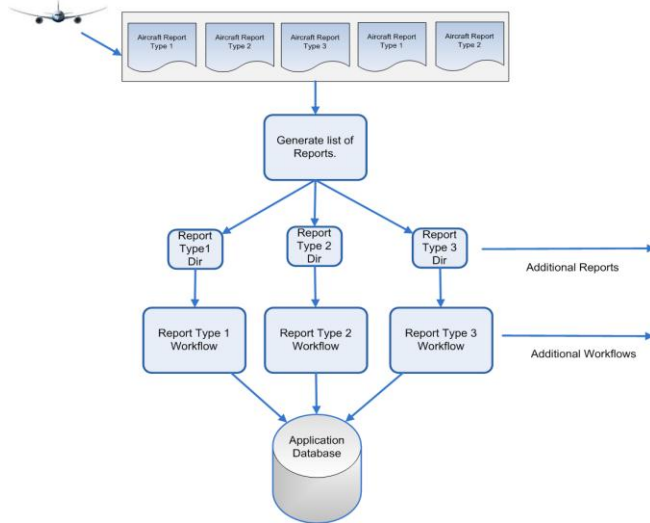 Aircraft Report
Type 1
Aircraft Report
Type 2
Aircraft Report
Type 3
Aircraft Report
Type 1
Aircraft Report
Type 2
Generate list of
Reports.
Report
Type1
Dir
Report
Type 2
Dir
Report
Type 3
Dir
Additional Reports
Report Type 1
Workflow
Report Type 2
Workflow
Report Type 3
Workflow
Additional Workflows
Application
Database